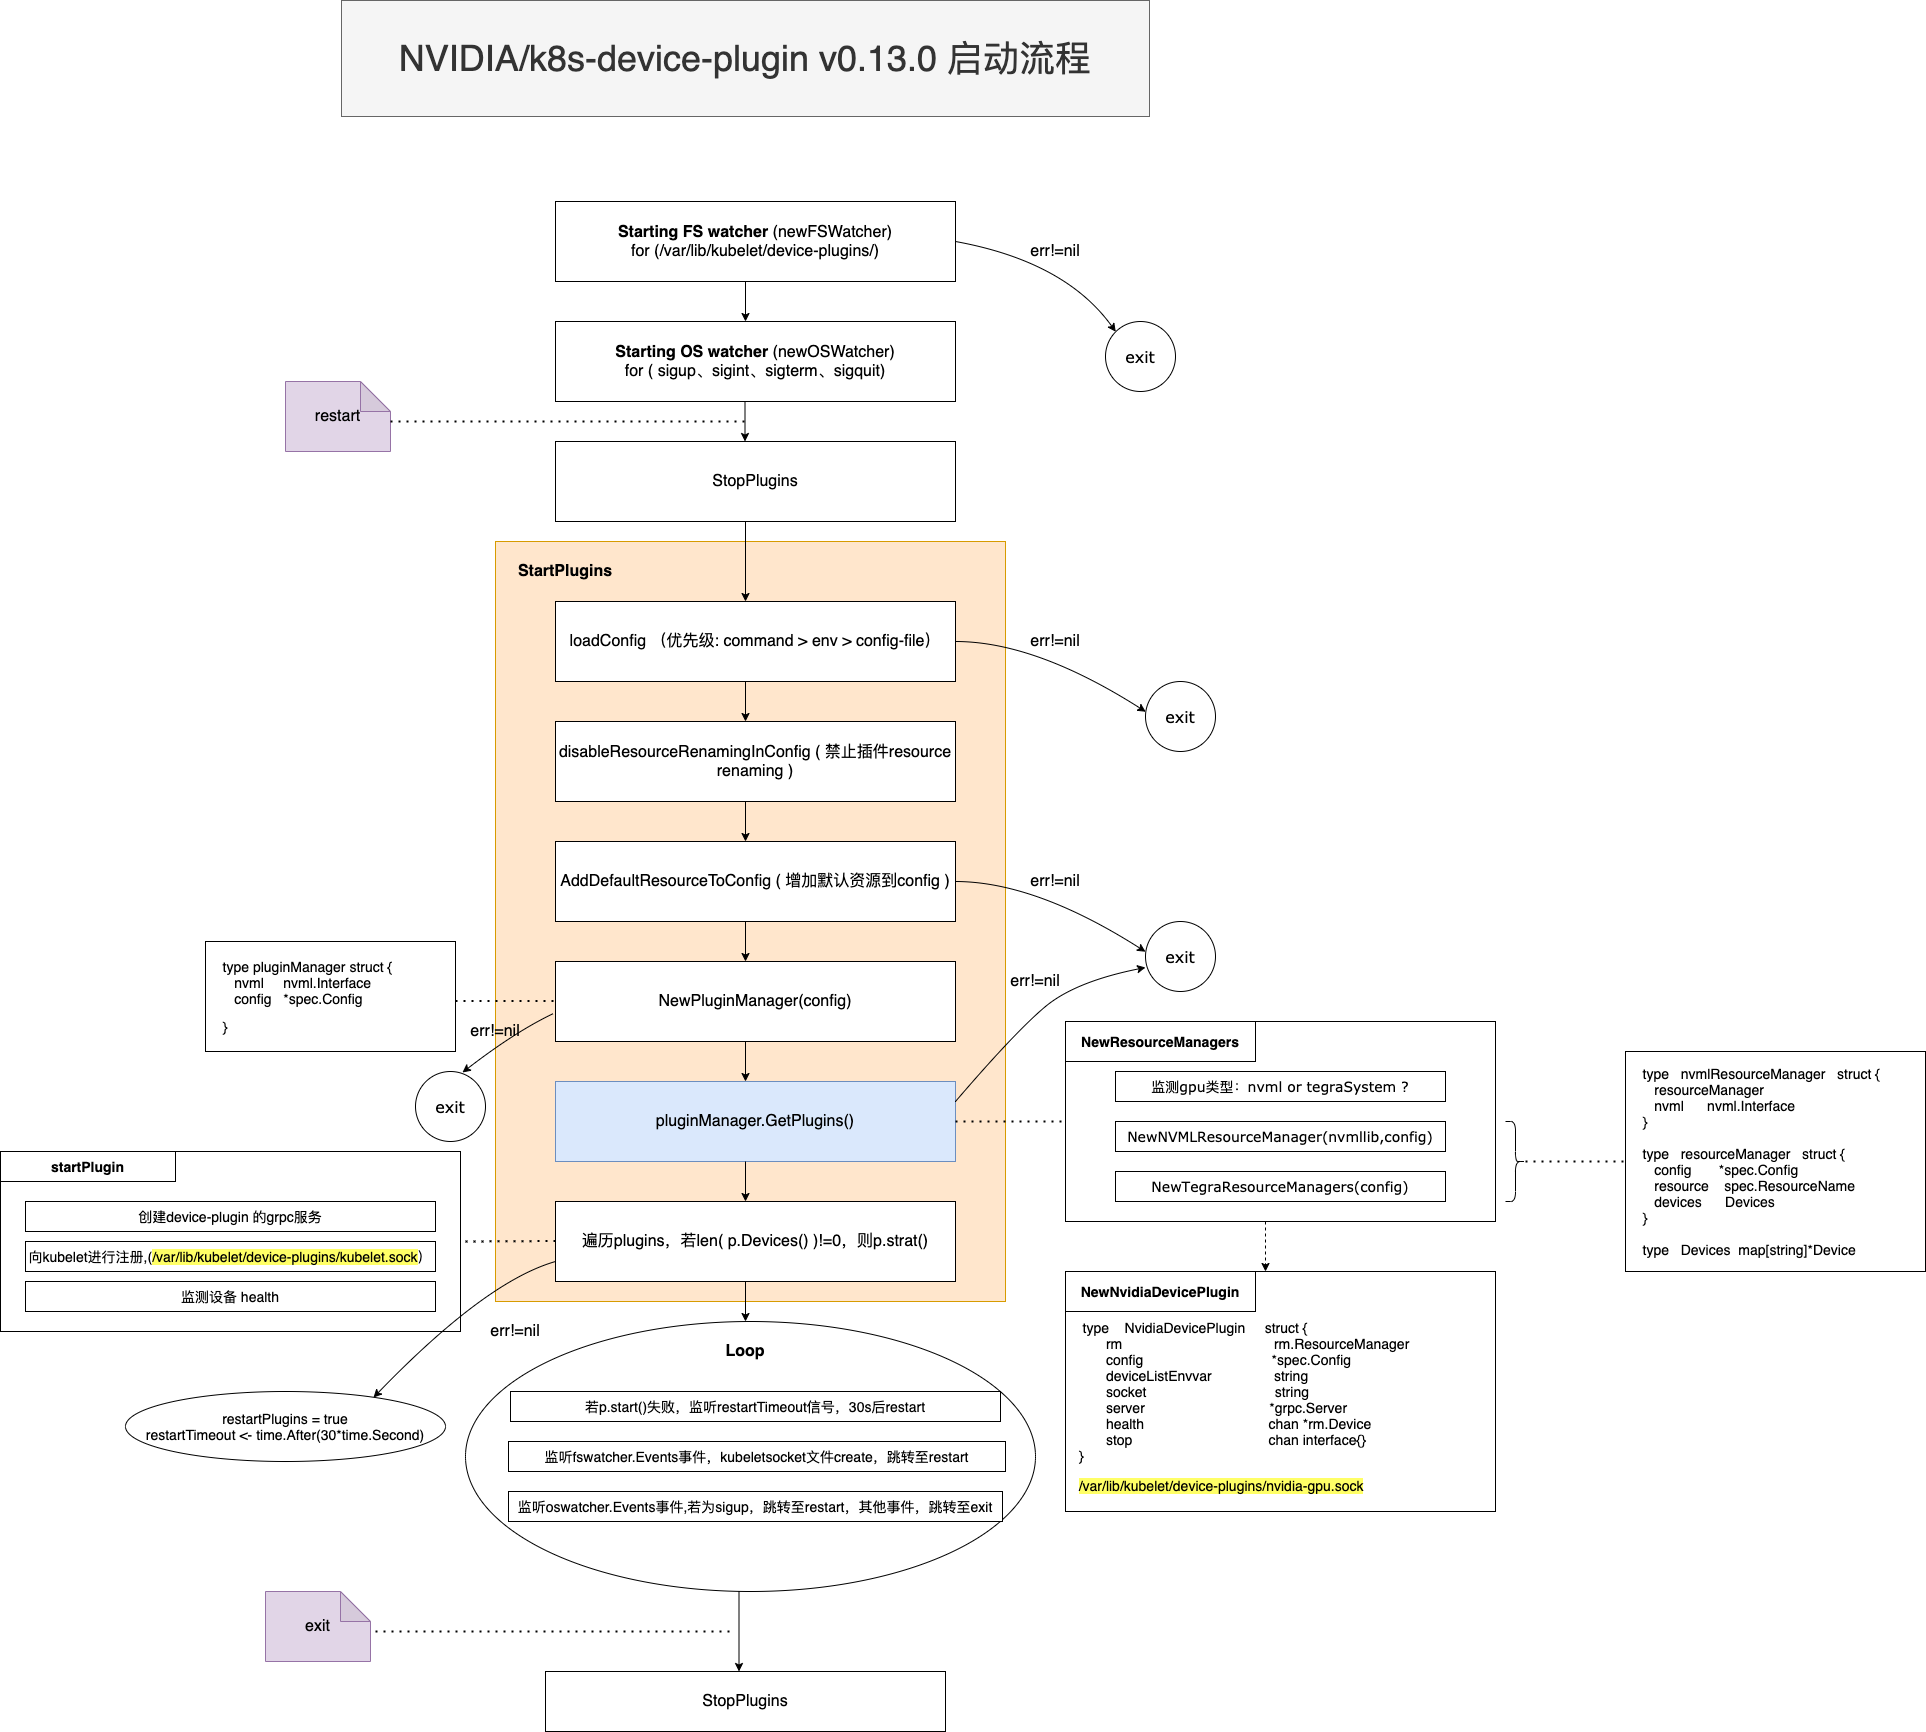 NVIDIA/k8s-device-plugin v0.13.0 启动流程
Starting FS watcher (newFSWatcher)
for (/var/lib/kubelet/device-plugins/)
err!=nil
exit
Starting OS watcher (newOSWatcher)
for ( sigup、sigint、sigterm、sigquit)
restart
StopPlugins
StartPlugins
loadConfig （优先级: command > env > config-file）
err!=nil
exit
disableResourceRenamingInConfig ( 禁止插件resource
renaming )
AddDefaultResourceToConfig ( 增加默认资源到config )
err!=nil
exit
type pluginManager struct {
nvml nvml.Interface
config *spec.Config
}
NewPluginManager(config)
err!=nil
exit
err!=nil
pluginManager.GetPlugins()
NewResourceManagers
监测gpu类型：nvml or tegraSystem ?
NewNVMLResourceManager(nvmllib,config)
NewTegraResourceManagers(config)
type nvmlResourceManager struct {
resourceManager
nvml nvml.Interface
}
type resourceManager struct {
config *spec.Config
resource spec.ResourceName
devices Devices
}
type Devices map[string]*Device
startPlugin
创建device-plugin 的grpc服务
向kubelet进行注册,(/var/lib/kubelet/device-plugins/kubelet.sock)
监测设备 health
遍历plugins，若len( p.Devices() )!=0，则p.strat()
err!=nil
restartPlugins = true
restartTimeout <- time.After(30*time.Second)
NewNvidiaDevicePlugin
type NvidiaDevicePlugin struct {
rm rm.ResourceManager
config *spec.Config
deviceListEnvvar string
socket string
server *grpc.Server
health chan *rm.Device
stop chan interface{}
}
/var/lib/kubelet/device-plugins/nvidia-gpu.sock
Loop
若p.start()失败，监听restartTimeout信号，30s后restart
监听fswatcher.Events事件，kubeletsocket文件create，跳转至restart
监听oswatcher.Events事件,若为sigup，跳转至restart，其他事件，跳转至exit
exit
StopPlugins